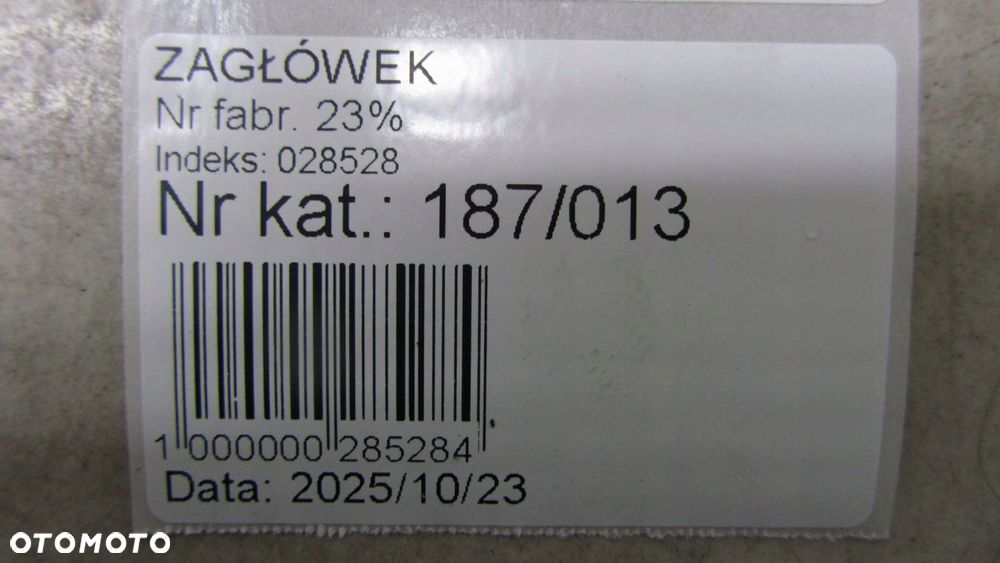 ZAGŁÓWEK
Nr fabr. 23%
Indeks: 028528
Nr kat.: 187/013
1 000000 285284
Data: 2025/10/23
OTOMOTO